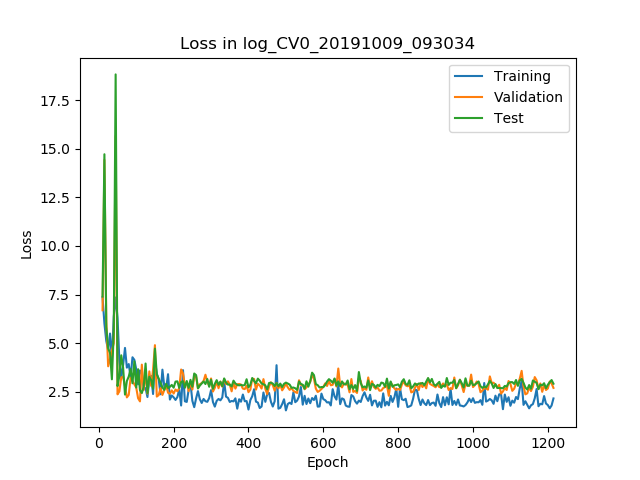 Loss in log_CV0_20191009_093034
Training
Validation
Test
17.5
15.0
12.5
10.0
7.5
5.0
2.5
Loss
0 200 400 600 800 1000 1200
Epoch